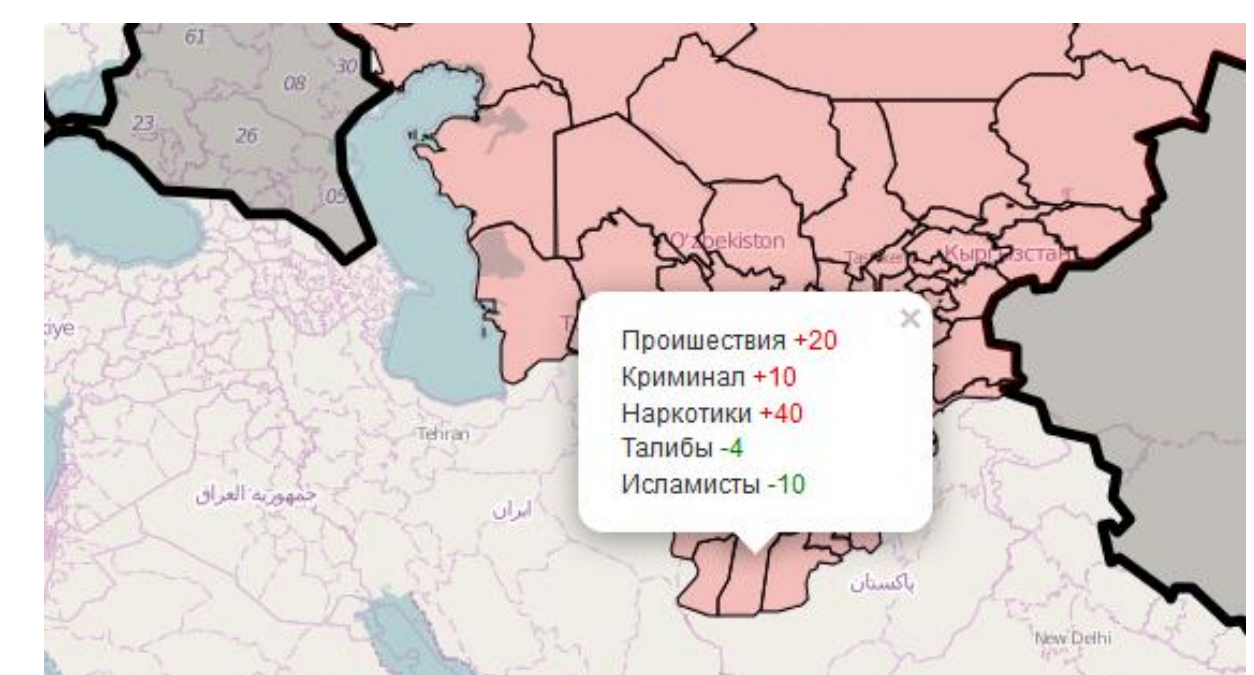 61
30
08
23
26
05
O'zbekiston
Кыргызстан
×
Проишествия +20
Криминал +10
Наркотики +40
Талибы -4
Исламисты -10
Tehran
جمهورية العراق
ایران
پاکستان
New Delhi